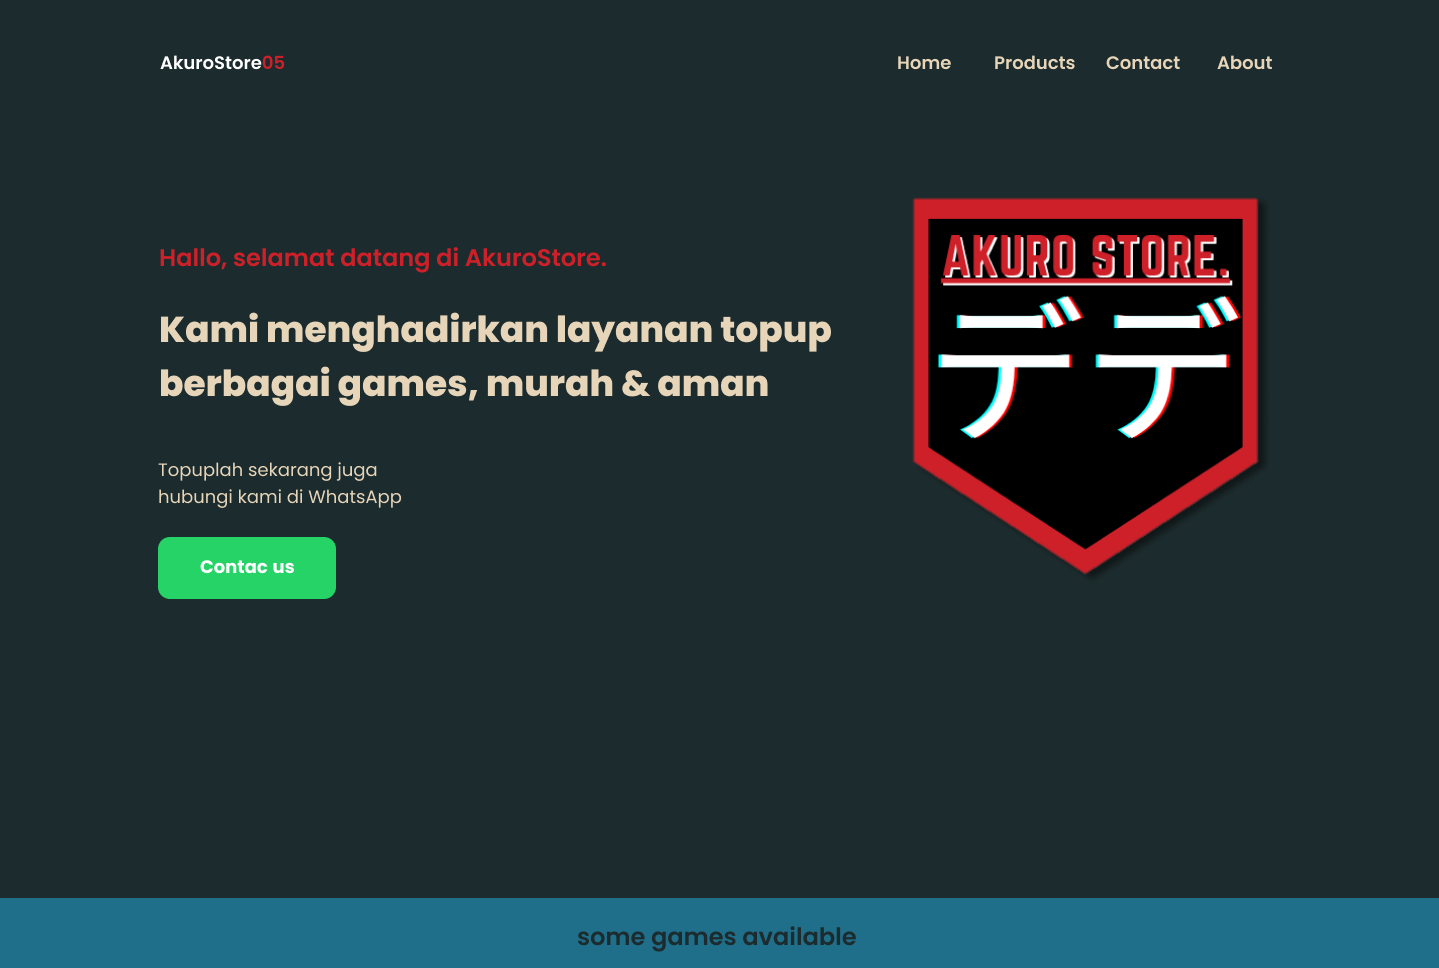 AkuroStore05
Home Products Contact About
Hallo, selamat datang di AkuroStore.
Kami menghadirkan layanan topup
berbagai games, murah & aman
Topuplah sekarang juga
hubungi kami di WhatsApp
Contac us
AKURO STORE.
デデ
some games available